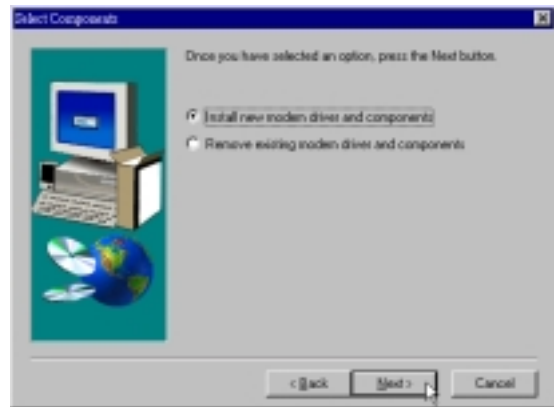 Select Components
Once you have selected an option, press the Next button.
Install new modem driver and components
Remove existing modem driver and components
< Back
Next >
Cancel